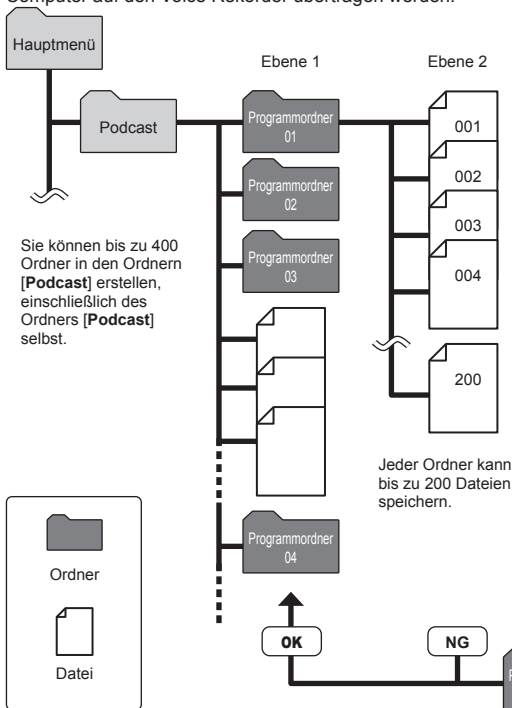 Computer auf den Voice-Rekorder übertragen werden.
Hauptmenü
Ebene 1
Ebene 2
Podcast
Programmordner
01
001
002
Programmordner
02
003
Programmordner
03
004
Sie können bis zu 400
Ordner in den Ordnern
[Podcast] erstellen,
einschließlich des
Ordners [Podcast]
selbst.
200
Jeder Ordner kann
bis zu 200 Dateien
speichern.
Programmordner
04
Ordner
Datei
OK
NG